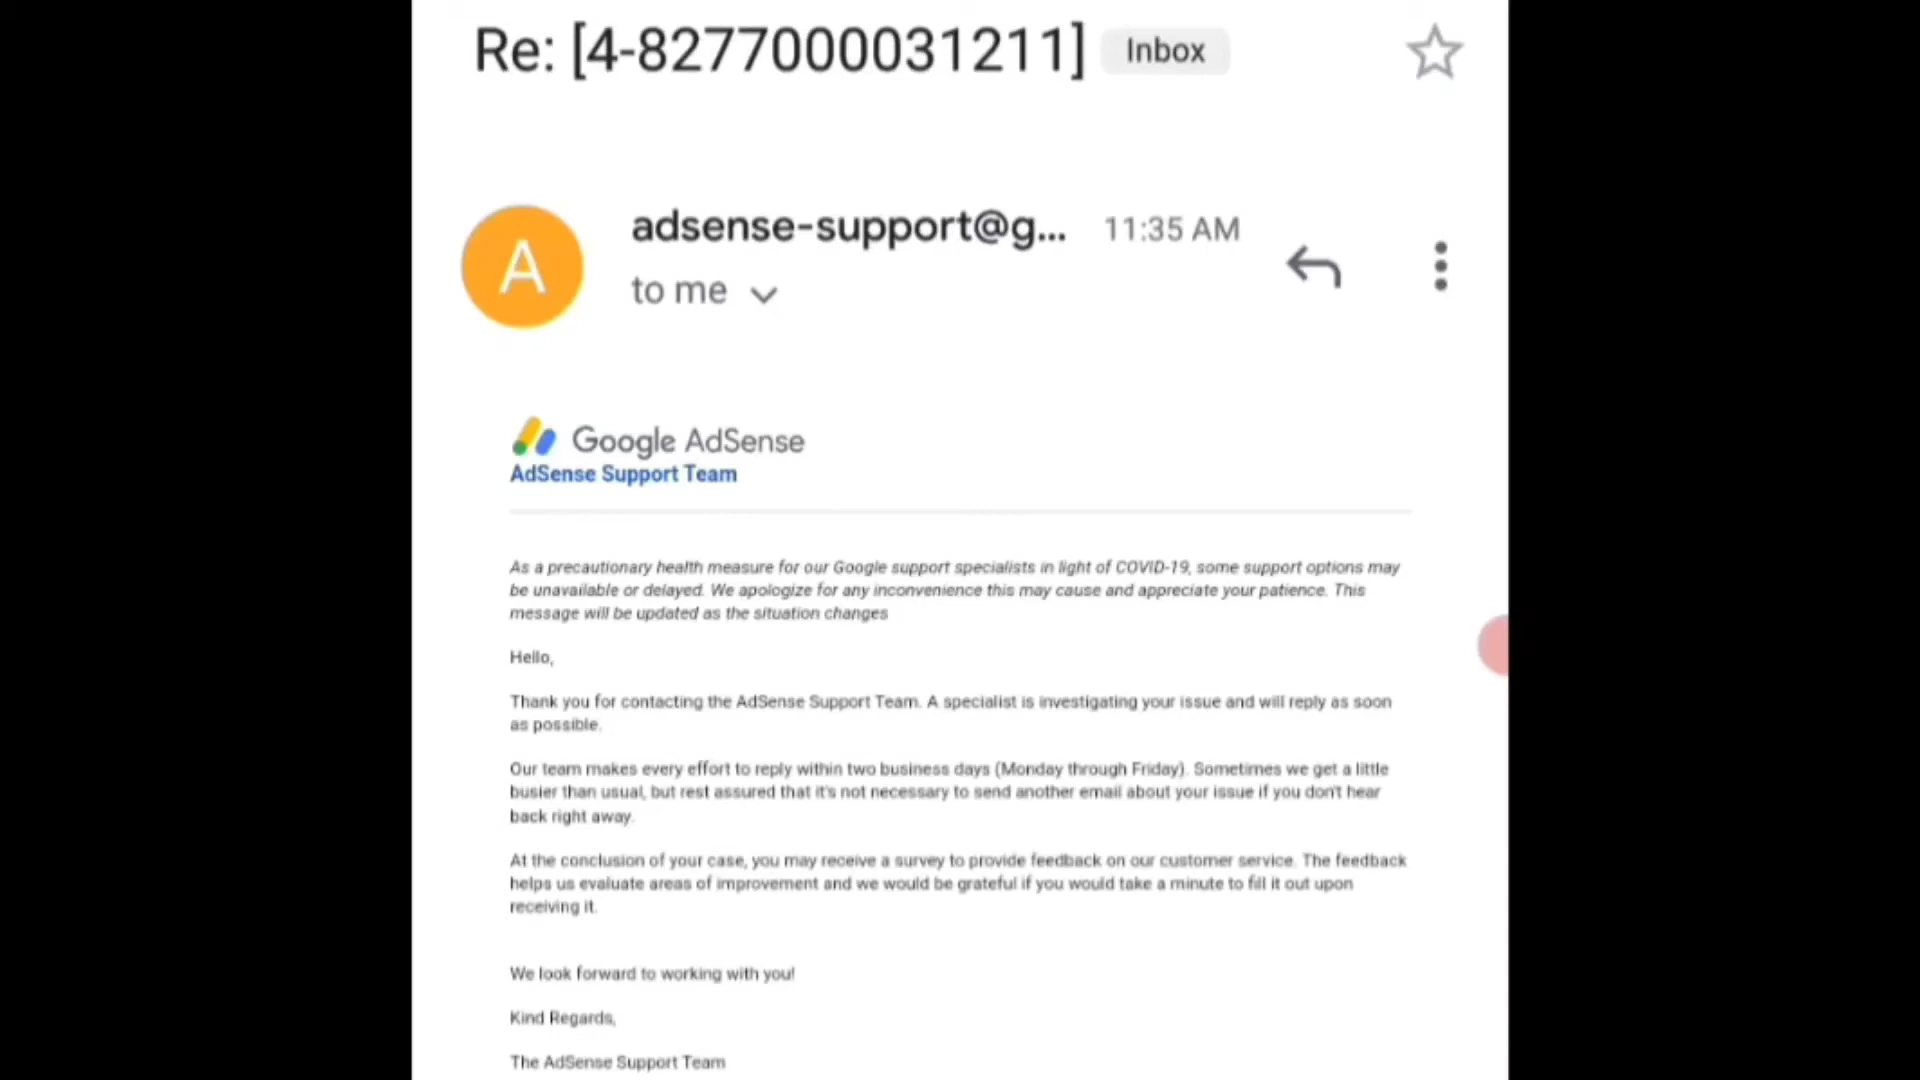 Re: [4-8277000031211] Inbox
adsense-support@g... 11:35 AM
to me
A
Google AdSense
AdSense Support Team
As a precautionary health measure for our Google support specialists in light of COVID-19, some support options may
be unavailable or delayed. We apologize for any inconvenience this may cause and appreciate your patience. This
message will be updated as the situation changes
Hello,
Thank you for contacting the AdSense Support Team. A specialist is investigating your issue and will reply as soon
as possible.
Our team makes every effort to reply within two business days (Monday through Friday). Sometimes we get a little
busier than usual, but rest assured that it's not necessary to send another email about your issue if you don't hear
back right away.
At the conclusion of your case, you may receive a survey to provide feedback on our customer service. The feedback
helps us evaluate areas of improvement and we would be grateful if you would take a minute to fill it out upon
receiving it.
We look forward to working with you!
Kind Regards,
The AdSense Support Team